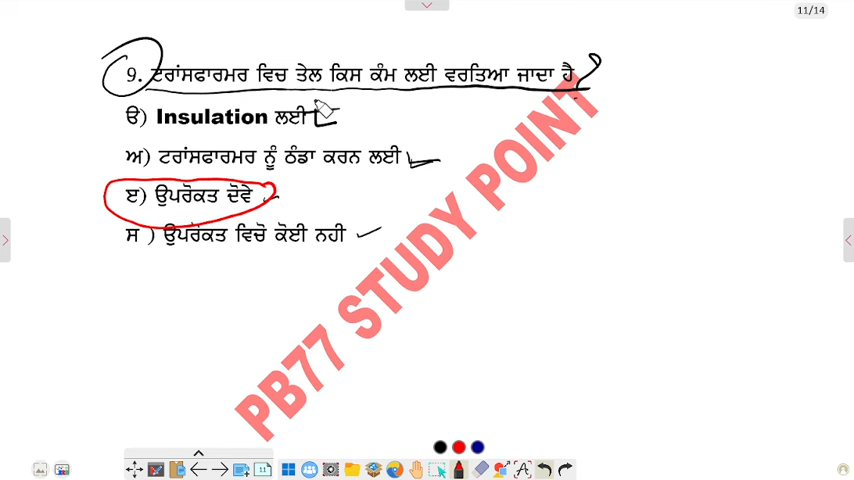 11/14
9. ਟਰਾਂਸਫਾਰਮਰ ਵਿਚ ਤੇਲ ਕਿਸ ਕੰਮ ਲਈ ਵਰਤਿਆ ਜਾਦਾ ਹੈ
ੳ) Insulation ਲਈ
ਅ) ਟਰਾਂਸਫਾਰਮਰ ਨੂੰ ਠੰਡਾ ਕਰਨ ਲਈ
ੲ) ਉਪਰੋਕਤ ਦੋਵੇ
ਸ ) ਉਪਰੋਕਤ ਵਿਚੋ ਕੋਈ ਨਹੀ
PB77 STUDY POINT
11